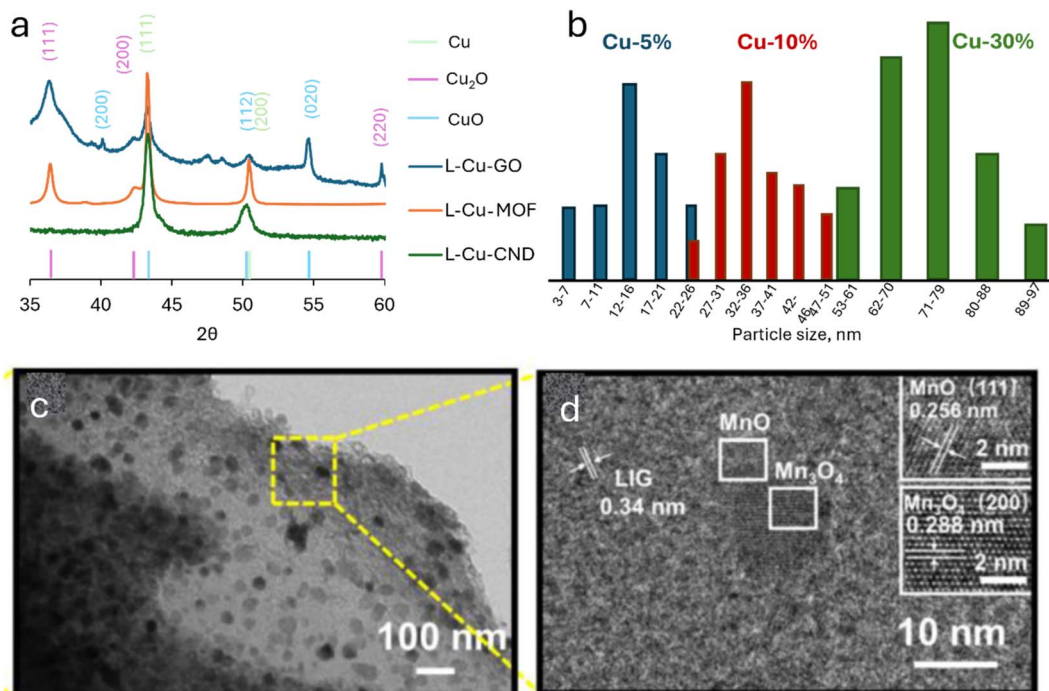 a
(111)
(200)
(200)
(111)
(112)
(200)
(020)
(220)
Cu
Cu₂O
CuO
L-Cu-GO
L-Cu-MOF
L-Cu-CND
35 40 45 50 55 60
2θ
b
Cu-5% Cu-10% Cu-30%
3-7
7-11
12-16
17-21
22-26
27-31
32-36
37-41
42-
46
47-51
53-61
62-70
71-79
80-88
89-97
Particle size, nm
c
100 nm
d
MnO
Mn₃O₄
LIG
0.34 nm
10 nm
MnO (111)
0.256 nm
2 nm
Mn₃O₄ (200)
0.288 nm
2 nm